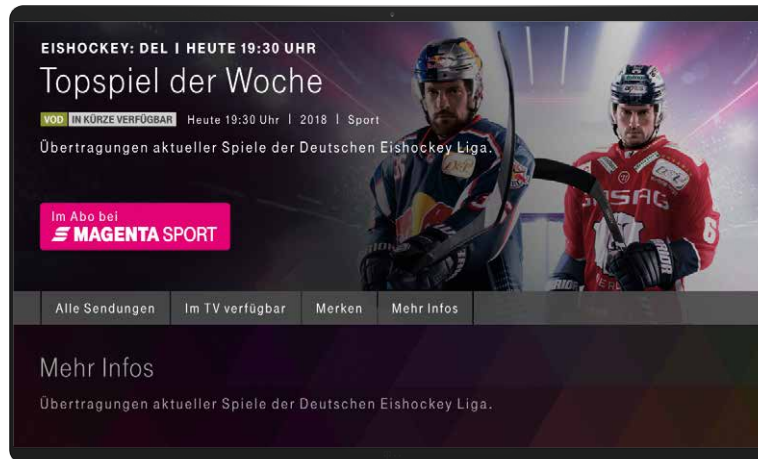 EISHOCKEY: DEL | HEUTE 19:30 UHR
Topspiel der Woche
VOD IN KÜRZE VERFÜGBAR Heute 19:30 Uhr | 2018 | Sport
Übertragungen aktueller Spiele der Deutschen Eishockey Liga.
Im Abo bei
MAGENTA SPORT
GASAG
6
Alle Sendungen Im TV verfügbar Merken Mehr Infos
Mehr Infos
Übertragungen aktueller Spiele der Deutschen Eishockey Liga.